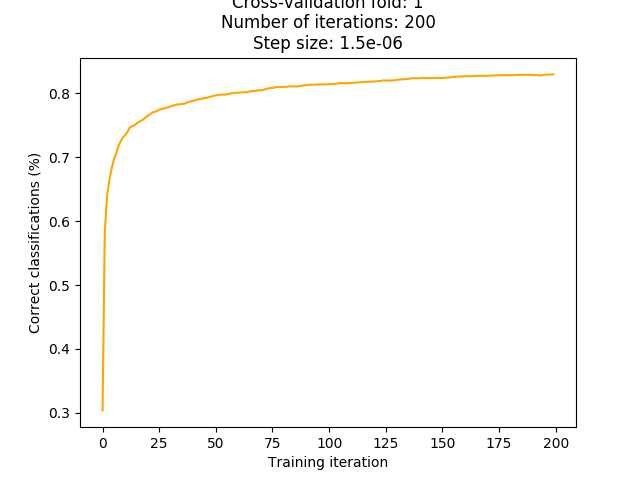 Cross-validation fold: 1
Number of iterations: 200
Step size: 1.5e-06
0.8
0.7
0.6
0.5
0.4
0.3
Correct classifications (%)
0 25 50 75 100 125 150 175 200
Training iteration